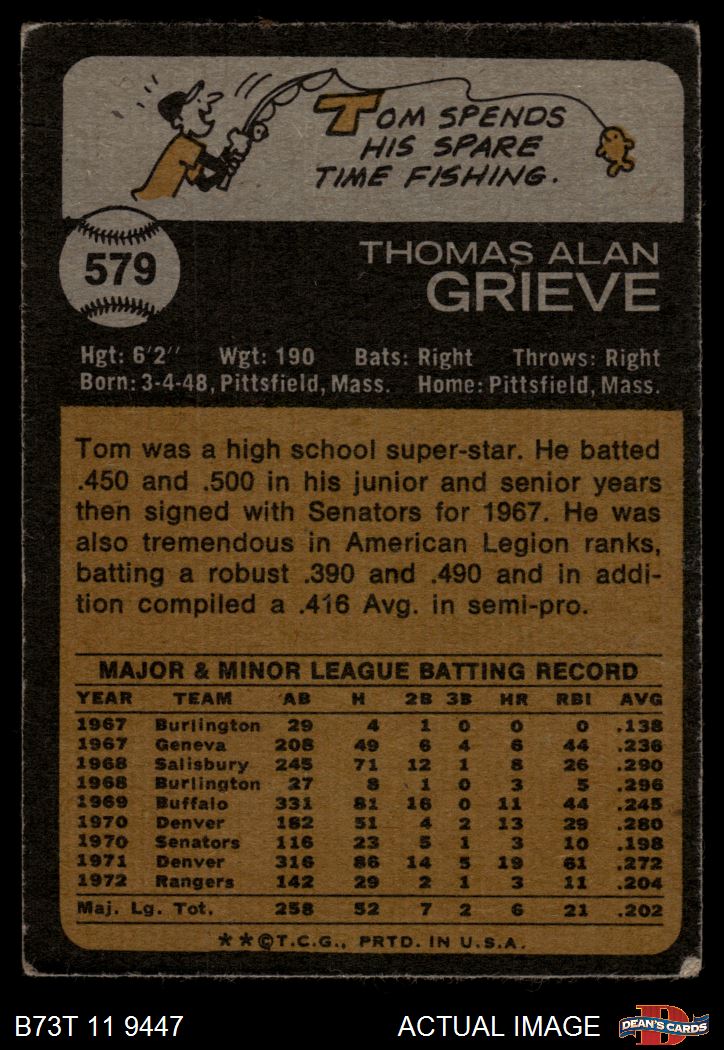 TOM SPENDS
HIS SPARE
TIME FISHING.
579
THOMAS ALAN
GRIEVE
Hgt: 6'2" Wgt: 190 Bats: Right Throws: Right
Born: 3-4-48, Pittsfield, Mass. Home: Pittsfield, Mass.
Tom was a high school super-star. He batted
.450 and .500 in his junior and senior years
then signed with Senators for 1967. He was
also tremendous in American Legion ranks,
batting a robust .390 and .490 and in addi-
tion compiled a .416 Avg. in semi-pro.
MAJOR & MINOR LEAGUE BATTING RECORD
YEAR TEAM AB H 2B 3B HR RBI AVG
1967 Burlington 29 4 1 0 0 0 .138
1967 Geneva 208 49 6 4 6 44 .236
1968 Salisbury 245 71 12 1 8 26 .290
1968 Burlington 27 8 1 0 3 5 .296
1969 Buffalo 331 81 16 0 11 44 .245
1970 Denver 182 51 4 2 13 29 .280
1970 Senators 116 23 5 1 3 10 .198
1971 Denver 316 86 14 5 19 61 .272
1972 Rangers 142 29 2 1 3 11 .204
Maj. Lg. Tot. 258 52 7 2 6 21 .202
**©T.C.G., PRTD. IN U.S.A.
B73T 11 9447 ACTUAL IMAGE
D
DEAN'S CARDS